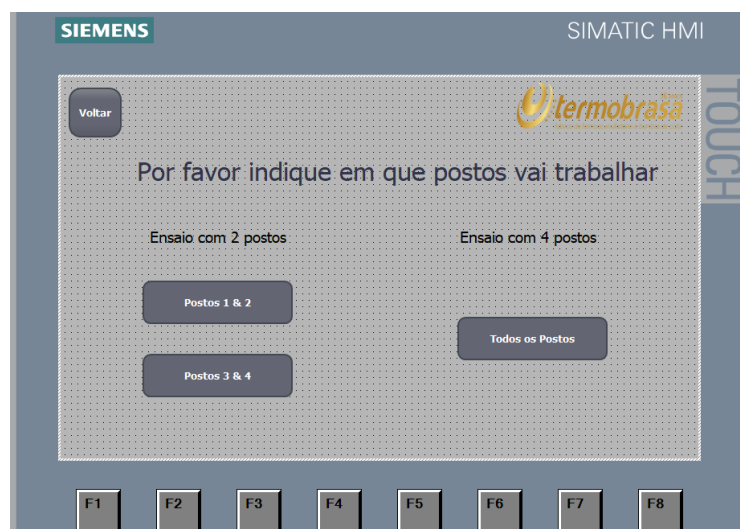 SIEMENS
SIMATIC HMI
TOUCH
Voltar
termobrasa
Por favor indique em que postos vai trabalhar
Ensaio com 2 postos
Ensaio com 4 postos
Postos 1 & 2
Todos os Postos
Postos 3 & 4
F1 F2 F3 F4 F5 F6 F7 F8